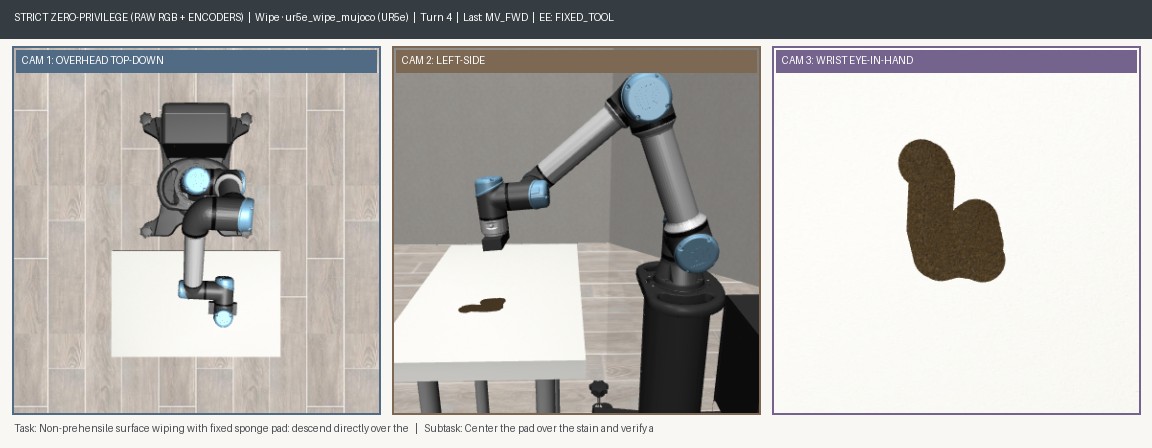 STRICT ZERO-PRIVILEGE (RAW RGB + ENCODERS) | Wipe · ur5e_wipe_mujoco (UR5e) | Turn 4 | Last MV_FWD | EE: FIXED_TOOL
CAM 1: OVERHEAD TOP-DOWN
CAM 2: LEFT-SIDE
CAM 3: WRIST EYE-IN-HAND
Task: Non-prehensile surface wiping with fixed sponge pad: descend directly over the | Subtask: Center the pad over the stain and verify a